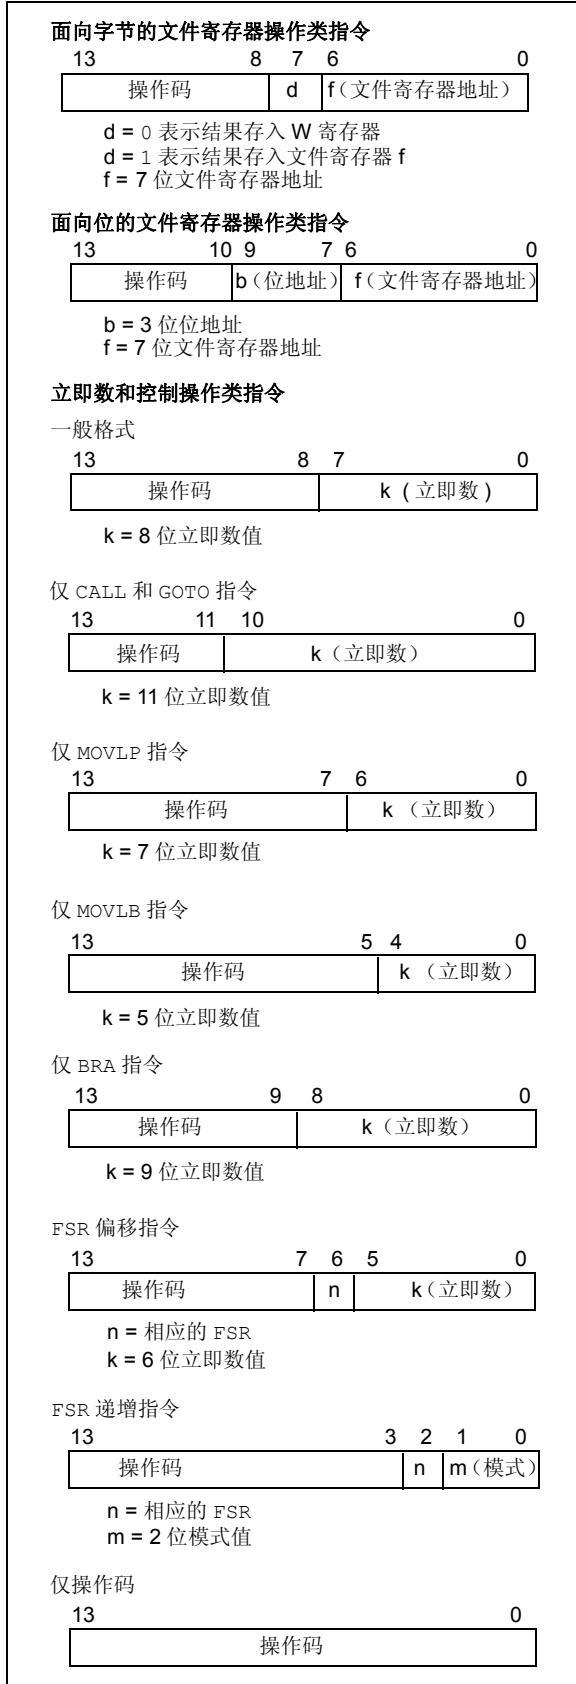 面向字节的文件寄存器操作类指令
13 8 7 6 0
操作码 d f（文件寄存器地址）
d = 0 表示结果存入 W 寄存器
d = 1 表示结果存入文件寄存器 f
f = 7 位文件寄存器地址
面向位的文件寄存器操作类指令
13 10 9 7 6 0
操作码 b（位地址） f（文件寄存器地址）
b = 3 位位地址
f = 7 位文件寄存器地址
立即数和控制操作类指令
一般格式
13 8 7 0
操作码 k ( 立即数 )
k = 8 位立即数值
仅 CALL 和 GOTO 指令
13 11 10 0
操作码 k（立即数）
k = 11 位立即数值
仅 MOVLP 指令
13 7 6 0
操作码 k （立即数）
k = 7 位立即数值
仅 MOVLB 指令
13 5 4 0
操作码 k （立即数）
k = 5 位立即数值
仅 BRA 指令
13 9 8 0
操作码 k（立即数）
k = 9 位立即数值
FSR 偏移指令
13 7 6 5 0
操作码 n k（立即数）
n = 相应的 FSR
k = 6 位立即数值
FSR 递增指令
13 3 2 1 0
操作码 n m（模式）
n = 相应的 FSR
m = 2 位模式值
仅操作码
13 0
操作码